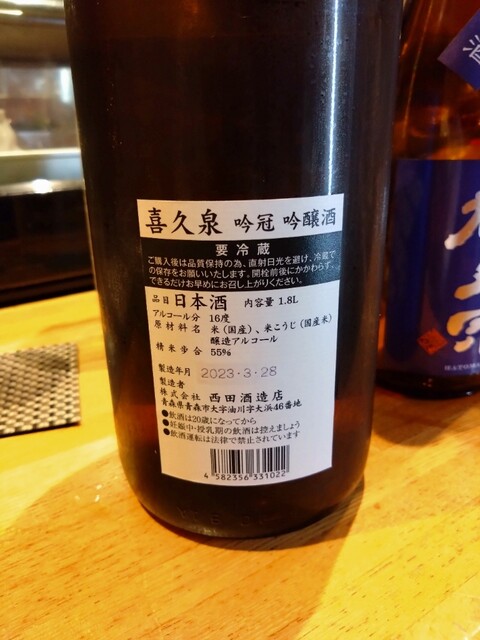 喜久泉 吟冠 吟醸酒
要冷蔵
ご購入後は品質保持の為、直射日光を避け、冷蔵で
の保存をお願いいたします。開栓前後にかかわらず、
できるだけお早めにお召し上がりください。
品目 日本酒 内容量 1.8L
アルコール分 16度
原材料名 米(国産)、米こうじ(国産米)
醸造アルコール
精米歩合 55%
製造年月 2023・3・28
製造者
株式会社 西田酒造店
青森県青森市大字油川字大浜46番地
●飲酒は20歳になってから
●妊娠中・授乳期の飲酒は控えましょう
●飲酒運転は法律で禁止されています
4 582356 331022